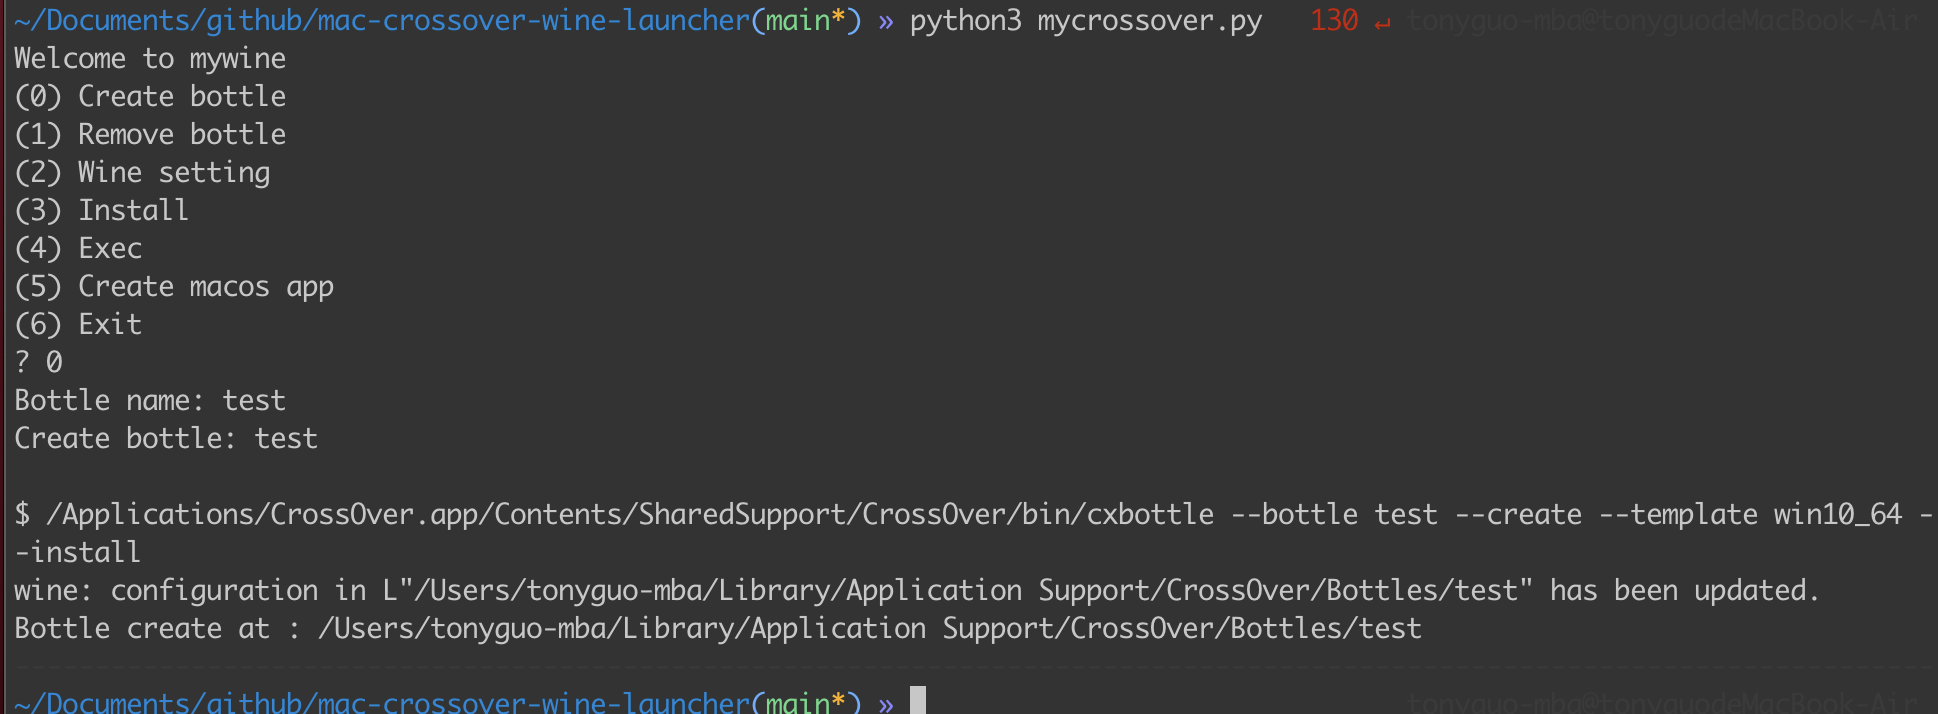 ~/Documents/github/mac-crossover-wine-launcher(main*) » python3 mycrossover.py 130 ↵ tonyguo-mba@tonyguodeMacBook-Air
Welcome to mywine
(0) Create bottle
(1) Remove bottle
(2) Wine setting
(3) Install
(4) Exec
(5) Create macos app
(6) Exit
? 0
Bottle name: test
Create bottle: test
$ /Applications/CrossOver.app/Contents/SharedSupport/CrossOver/bin/cxbottle --bottle test --create --template win10_64 -
-install
wine: configuration in L"/Users/tonyguo-mba/Library/Application Support/CrossOver/Bottles/test" has been updated.
Bottle create at : /Users/tonyguo-mba/Library/Application Support/CrossOver/Bottles/test
~/Documents/github/mac-crossover-wine-launcher(main*) » tonyguo-mba@tonyguodeMacBook-Air